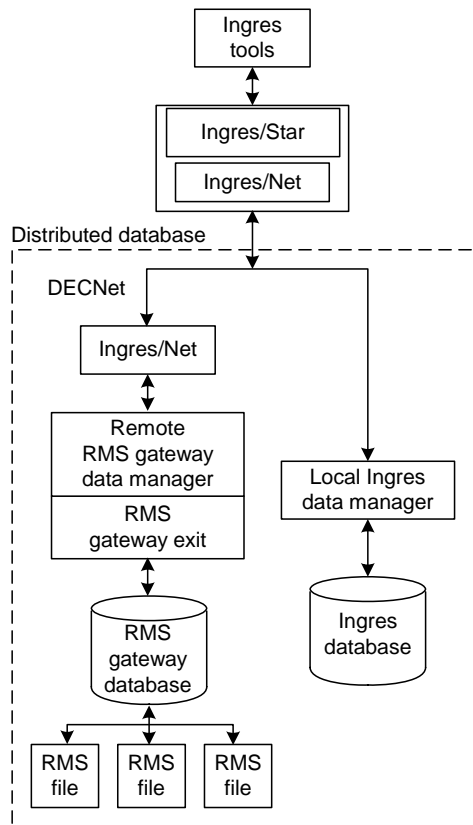 Ingres
tools
Ingres/Star
Ingres/Net
Distributed database
DECNet
Ingres/Net
Remote
RMS gateway
data manager
RMS
gateway exit
Local Ingres
data manager
RMS
gateway
database
Ingres
database
RMS
file
RMS
file
RMS
file